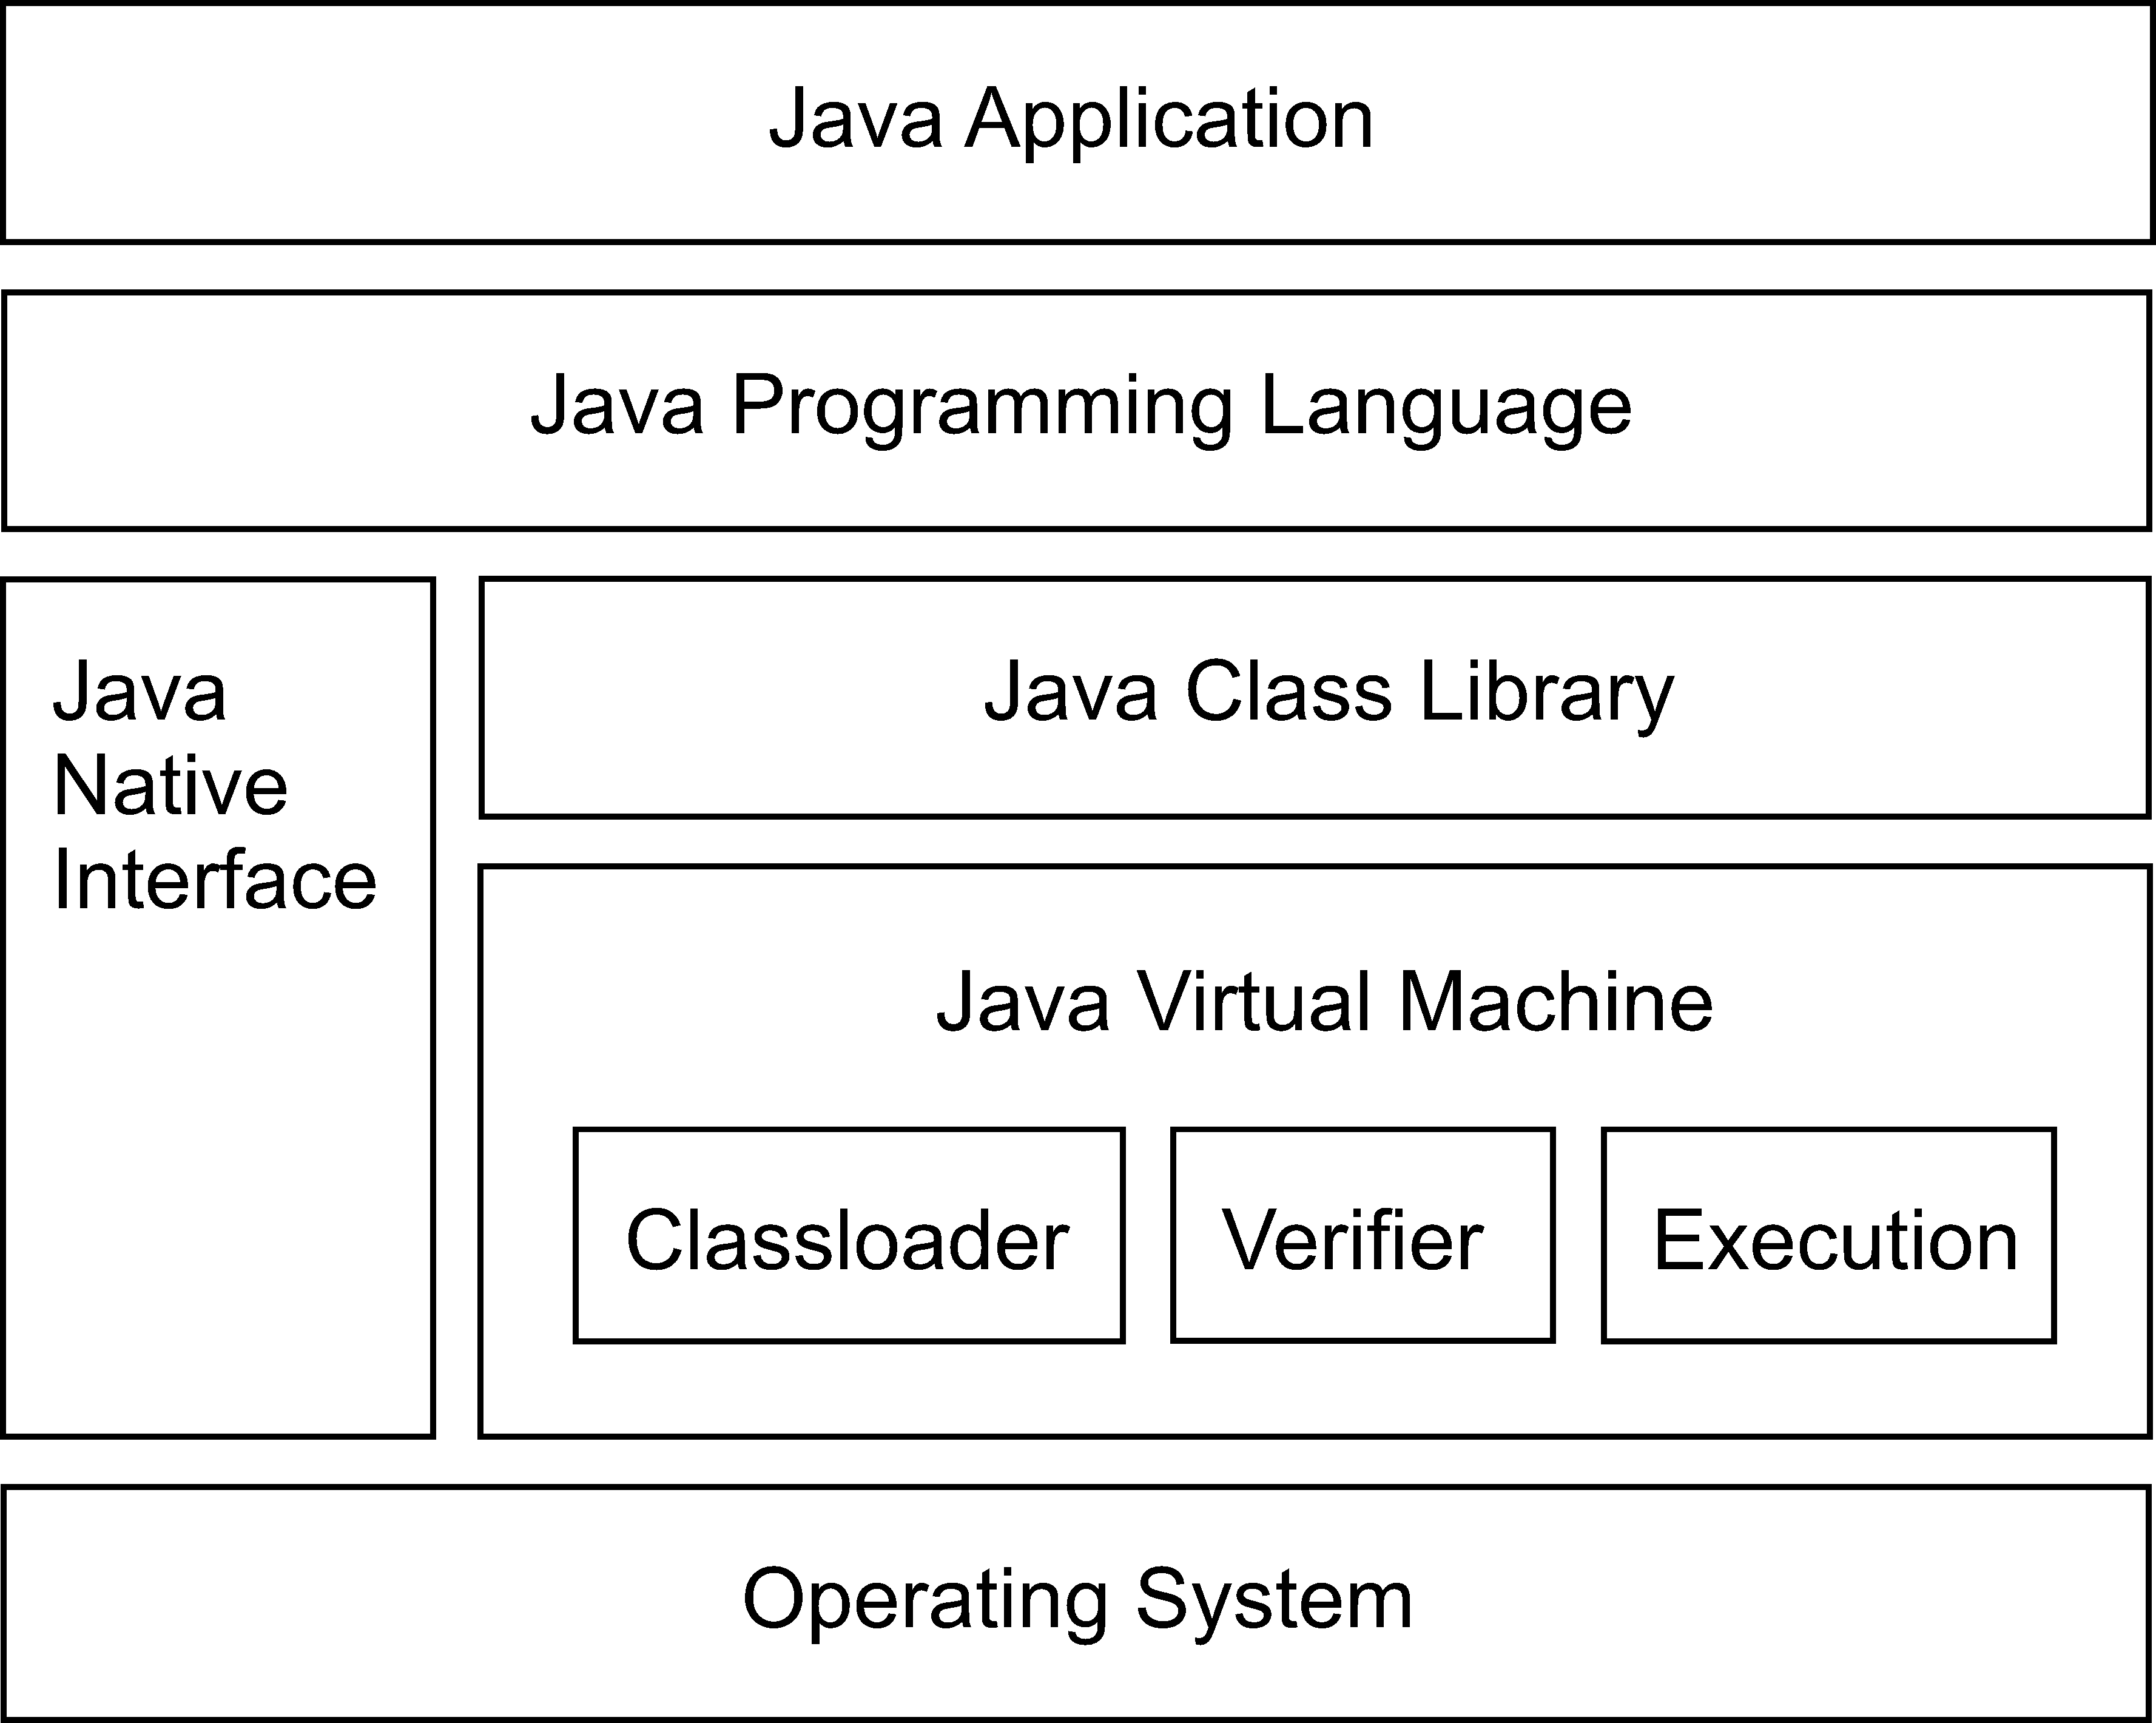 Java Application
Java Programming Language
Java
Native
Interface
Java Class Library
Java Virtual Machine
Classloader
Verifier
Execution
Operating System